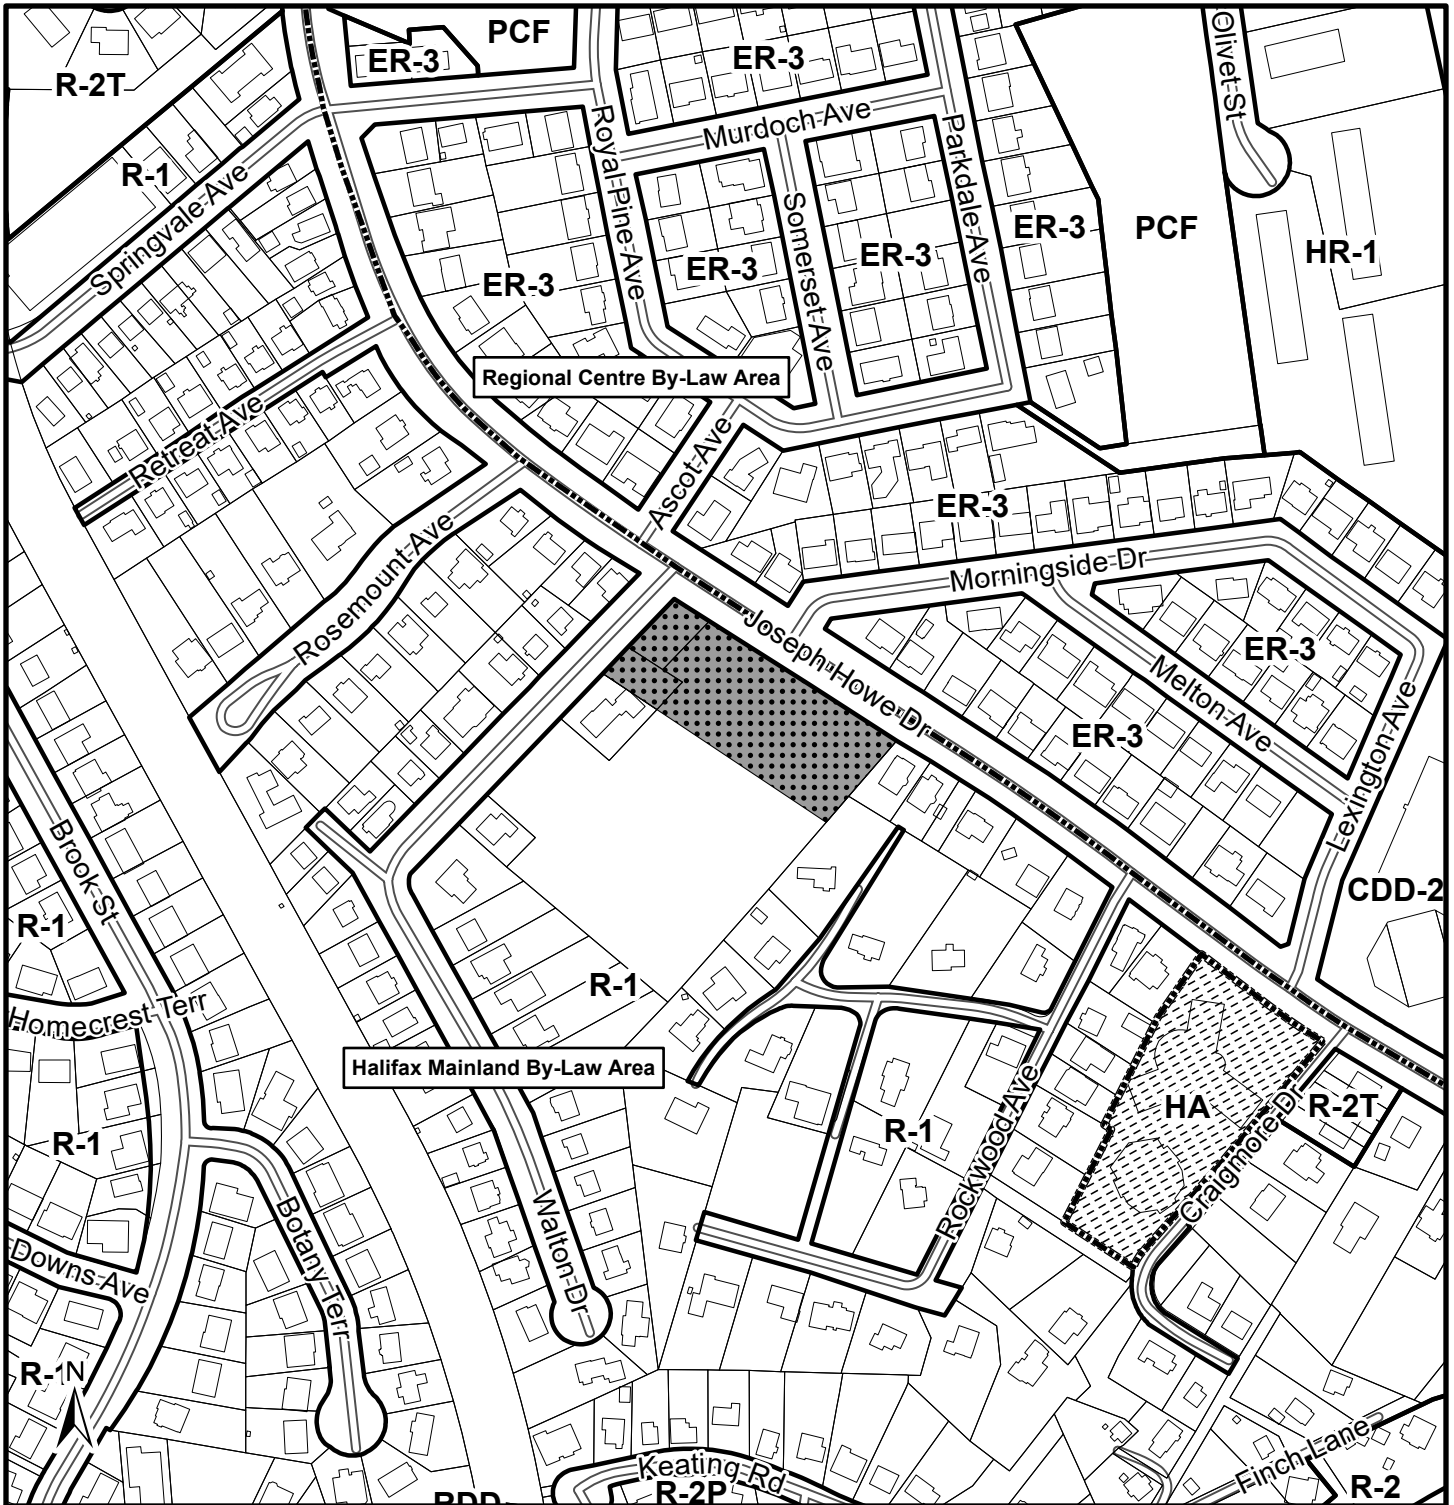 PCF
ER-3
ER-3
R-2T
Olivet St
Murdoch Ave
R-1
Royal Pine Ave
Parkdale Ave
Springvale Ave
Somerset Ave
ER-3
ER-3
ER-3
ER-3
PCF
HR-1
Regional Centre By-Law Area
Retreat Ave
Ascot Ave
ER-3
Rosemount Ave
Morningside Dr
Joseph Howe Dr
ER-3
Melton Ave
ER-3
Lexington Ave
Brook St
CDD-2
R-1
R-1
Homecrest Terr
Halifax Mainland By-Law Area
HA
R-2T
R-1
R-1
Rockwood Ave
Craigmore Dr
Walton Dr
Botany Terr
Downs Ave
R-1
N
Finch Lane
Keating Rd
R-2P
R-2